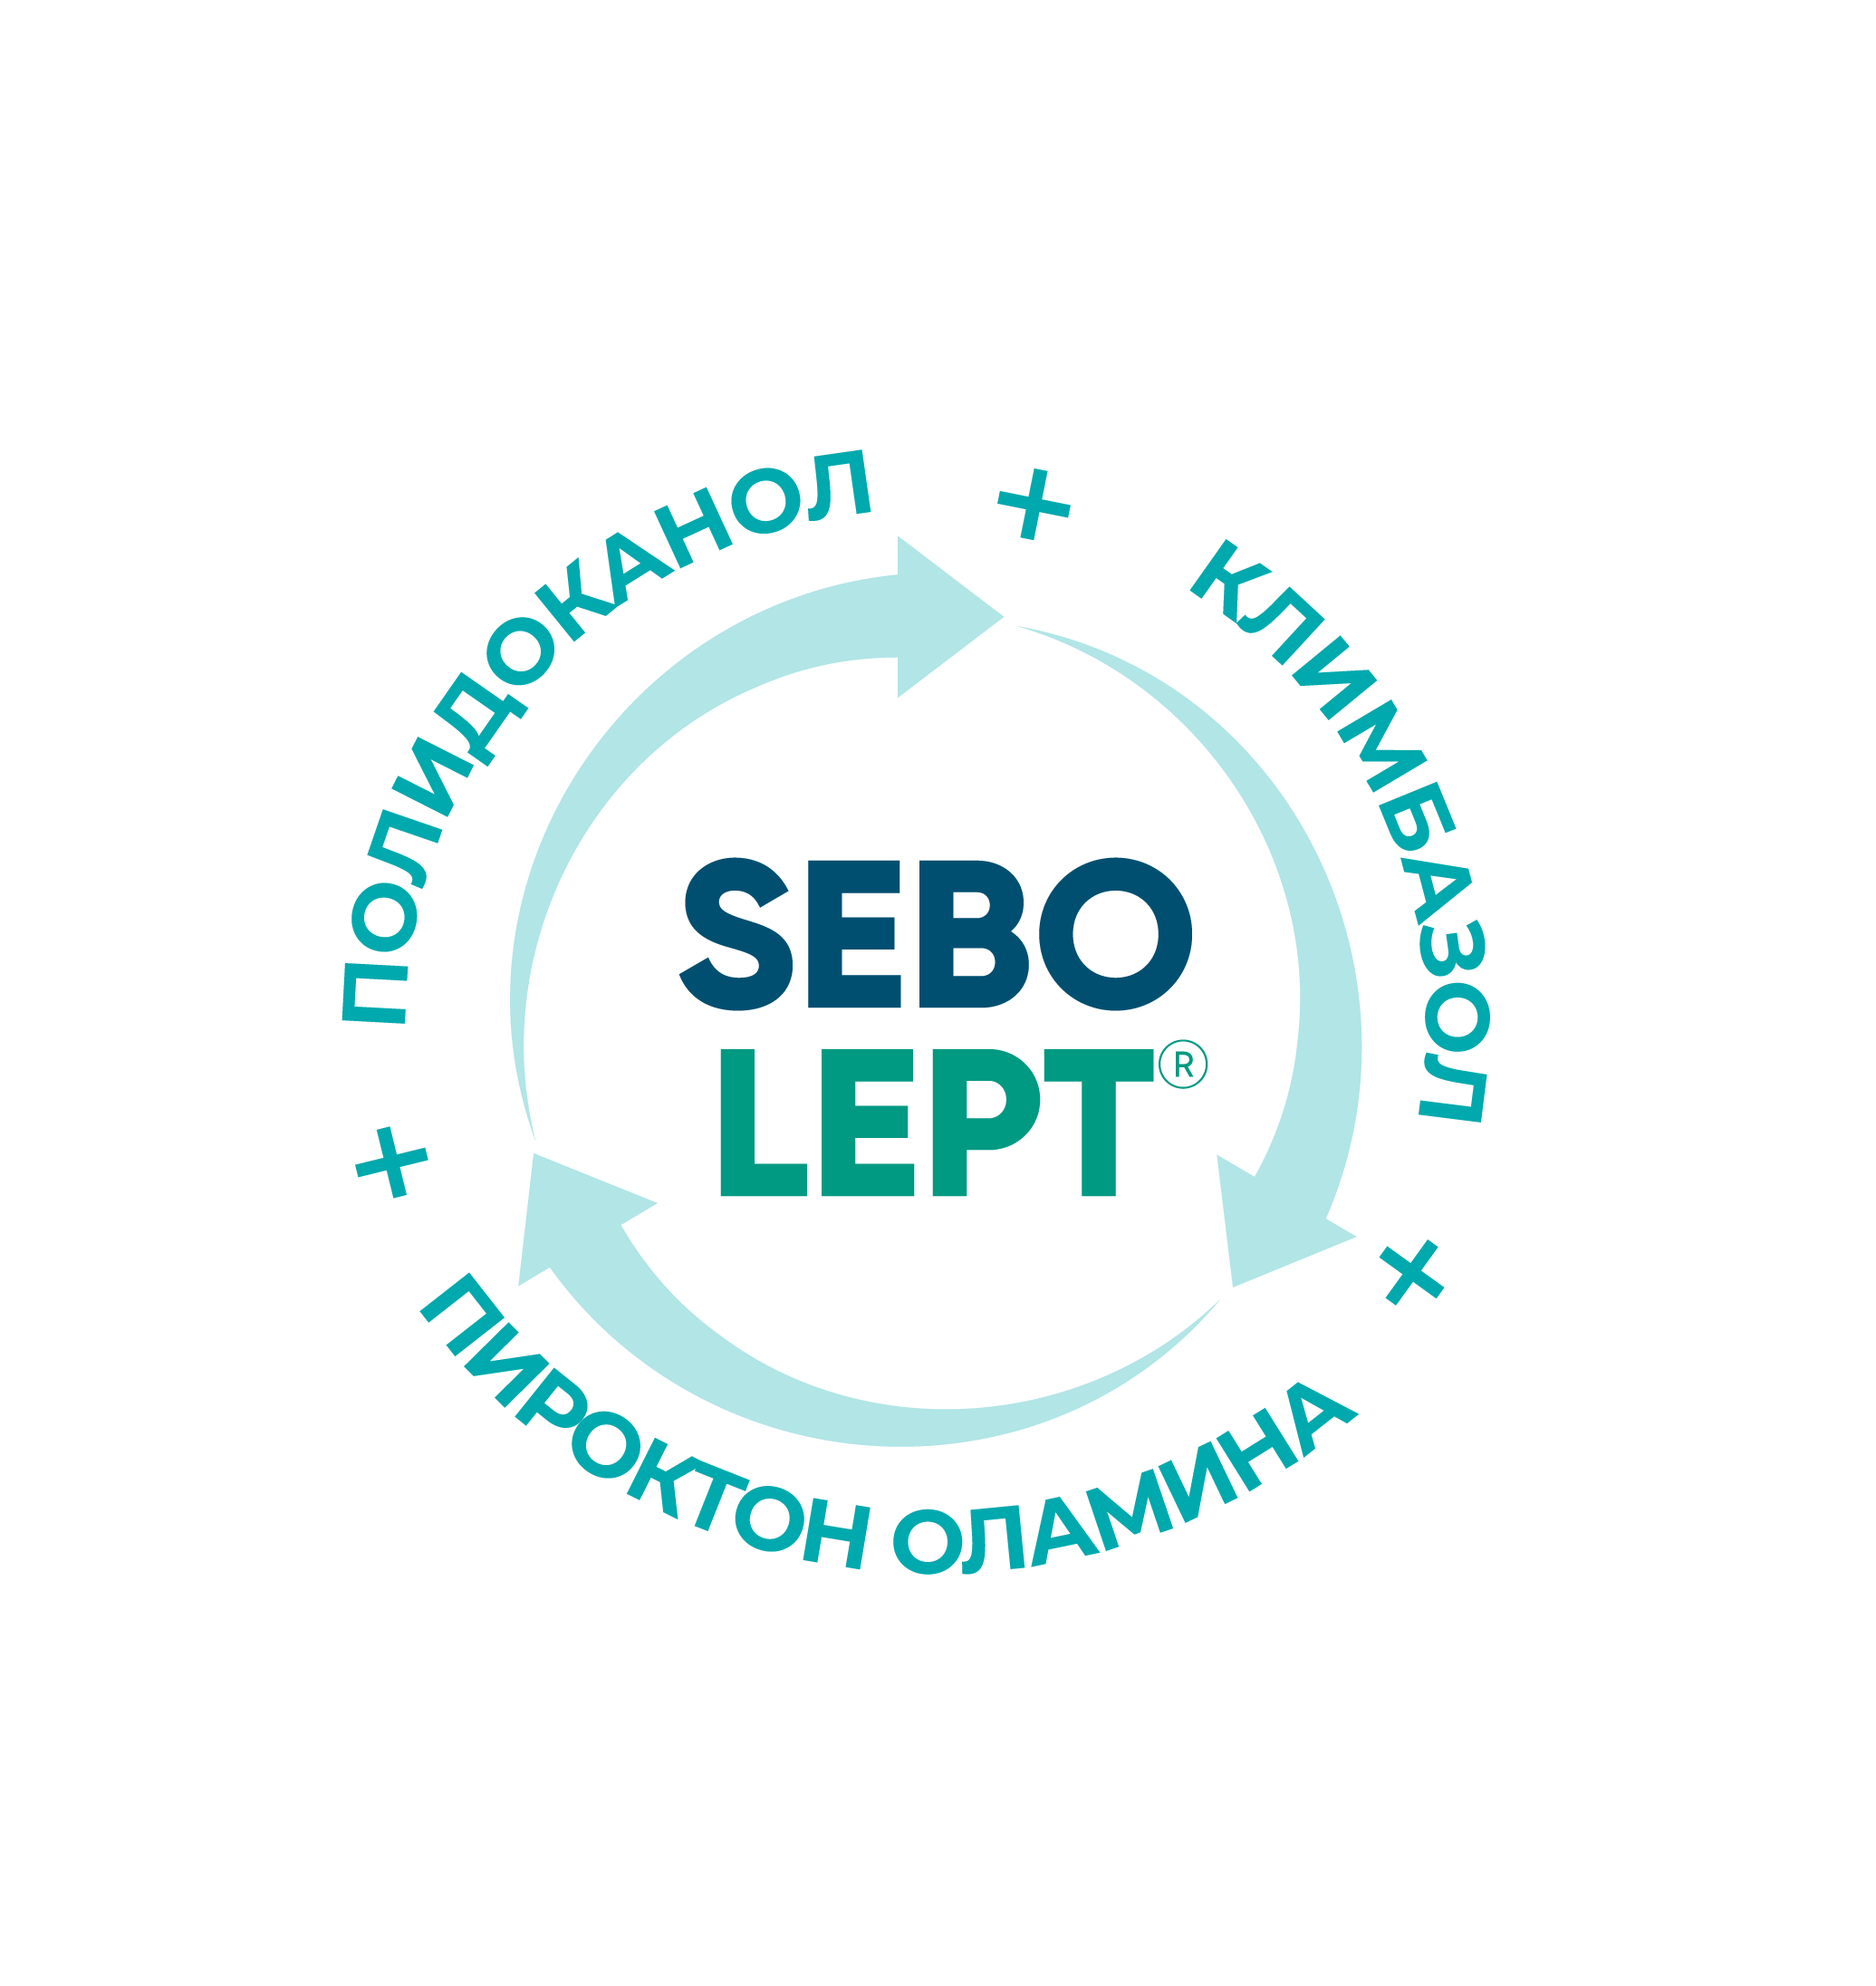 ПОЛИДОКАНОЛ
+
КЛИМБАЗОЛ
+
ПИРОКТОН ОЛАМИНА
+
SEBO
LEPT®